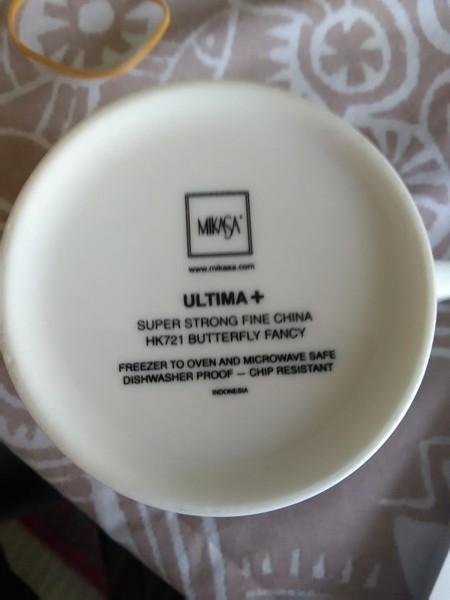 MIKASA
www.mikasa.com
ULTIMA+
SUPER STRONG FINE CHINA
HK721 BUTTERFLY FANCY
FREEZER TO OVEN AND MICROWAVE SAFE
DISHWASHER PROOF — CHIP RESISTANT
INDONESIA